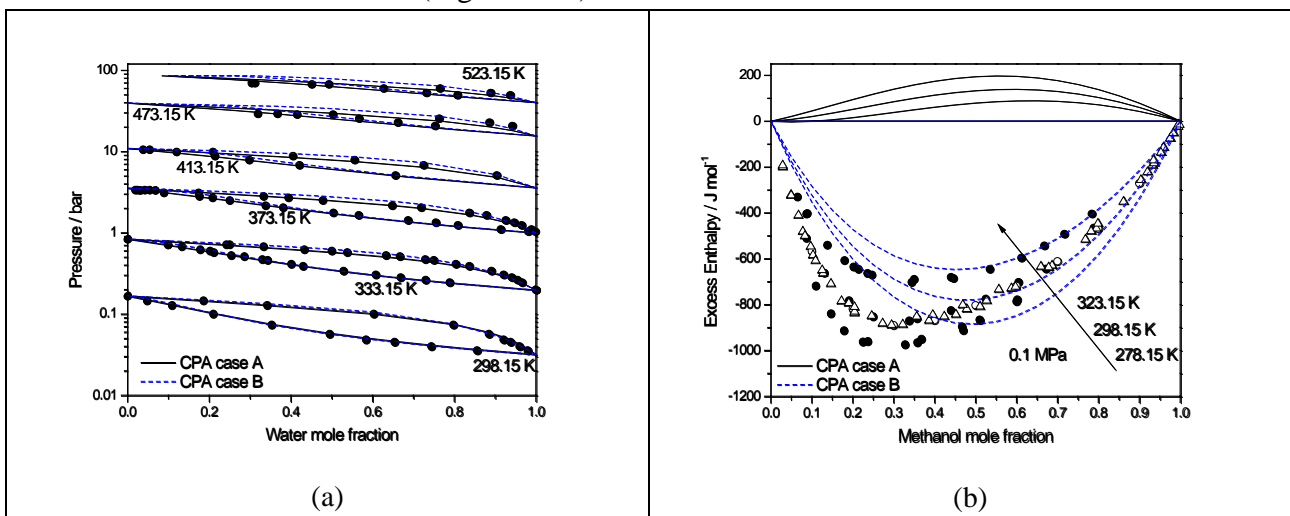 523.15 K
473.15 K
413.15 K
373.15 K
333.15 K
298.15 K
100
10
1
0.1
0.01
0.0 0.2 0.4 0.6 0.8 1.0
Pressure / bar
Water mole fraction
CPA case A
CPA case B
(a)
200
0
-200
-400
-600
-800
-1000
-1200
0.0 0.1 0.2 0.3 0.4 0.5 0.6 0.7 0.8 0.9 1.0
Excess Enthalpy / J mol⁻¹
Methanol mole fraction
323.15 K
298.15 K
278.15 K
0.1 MPa
CPA case A
CPA case B
(b)